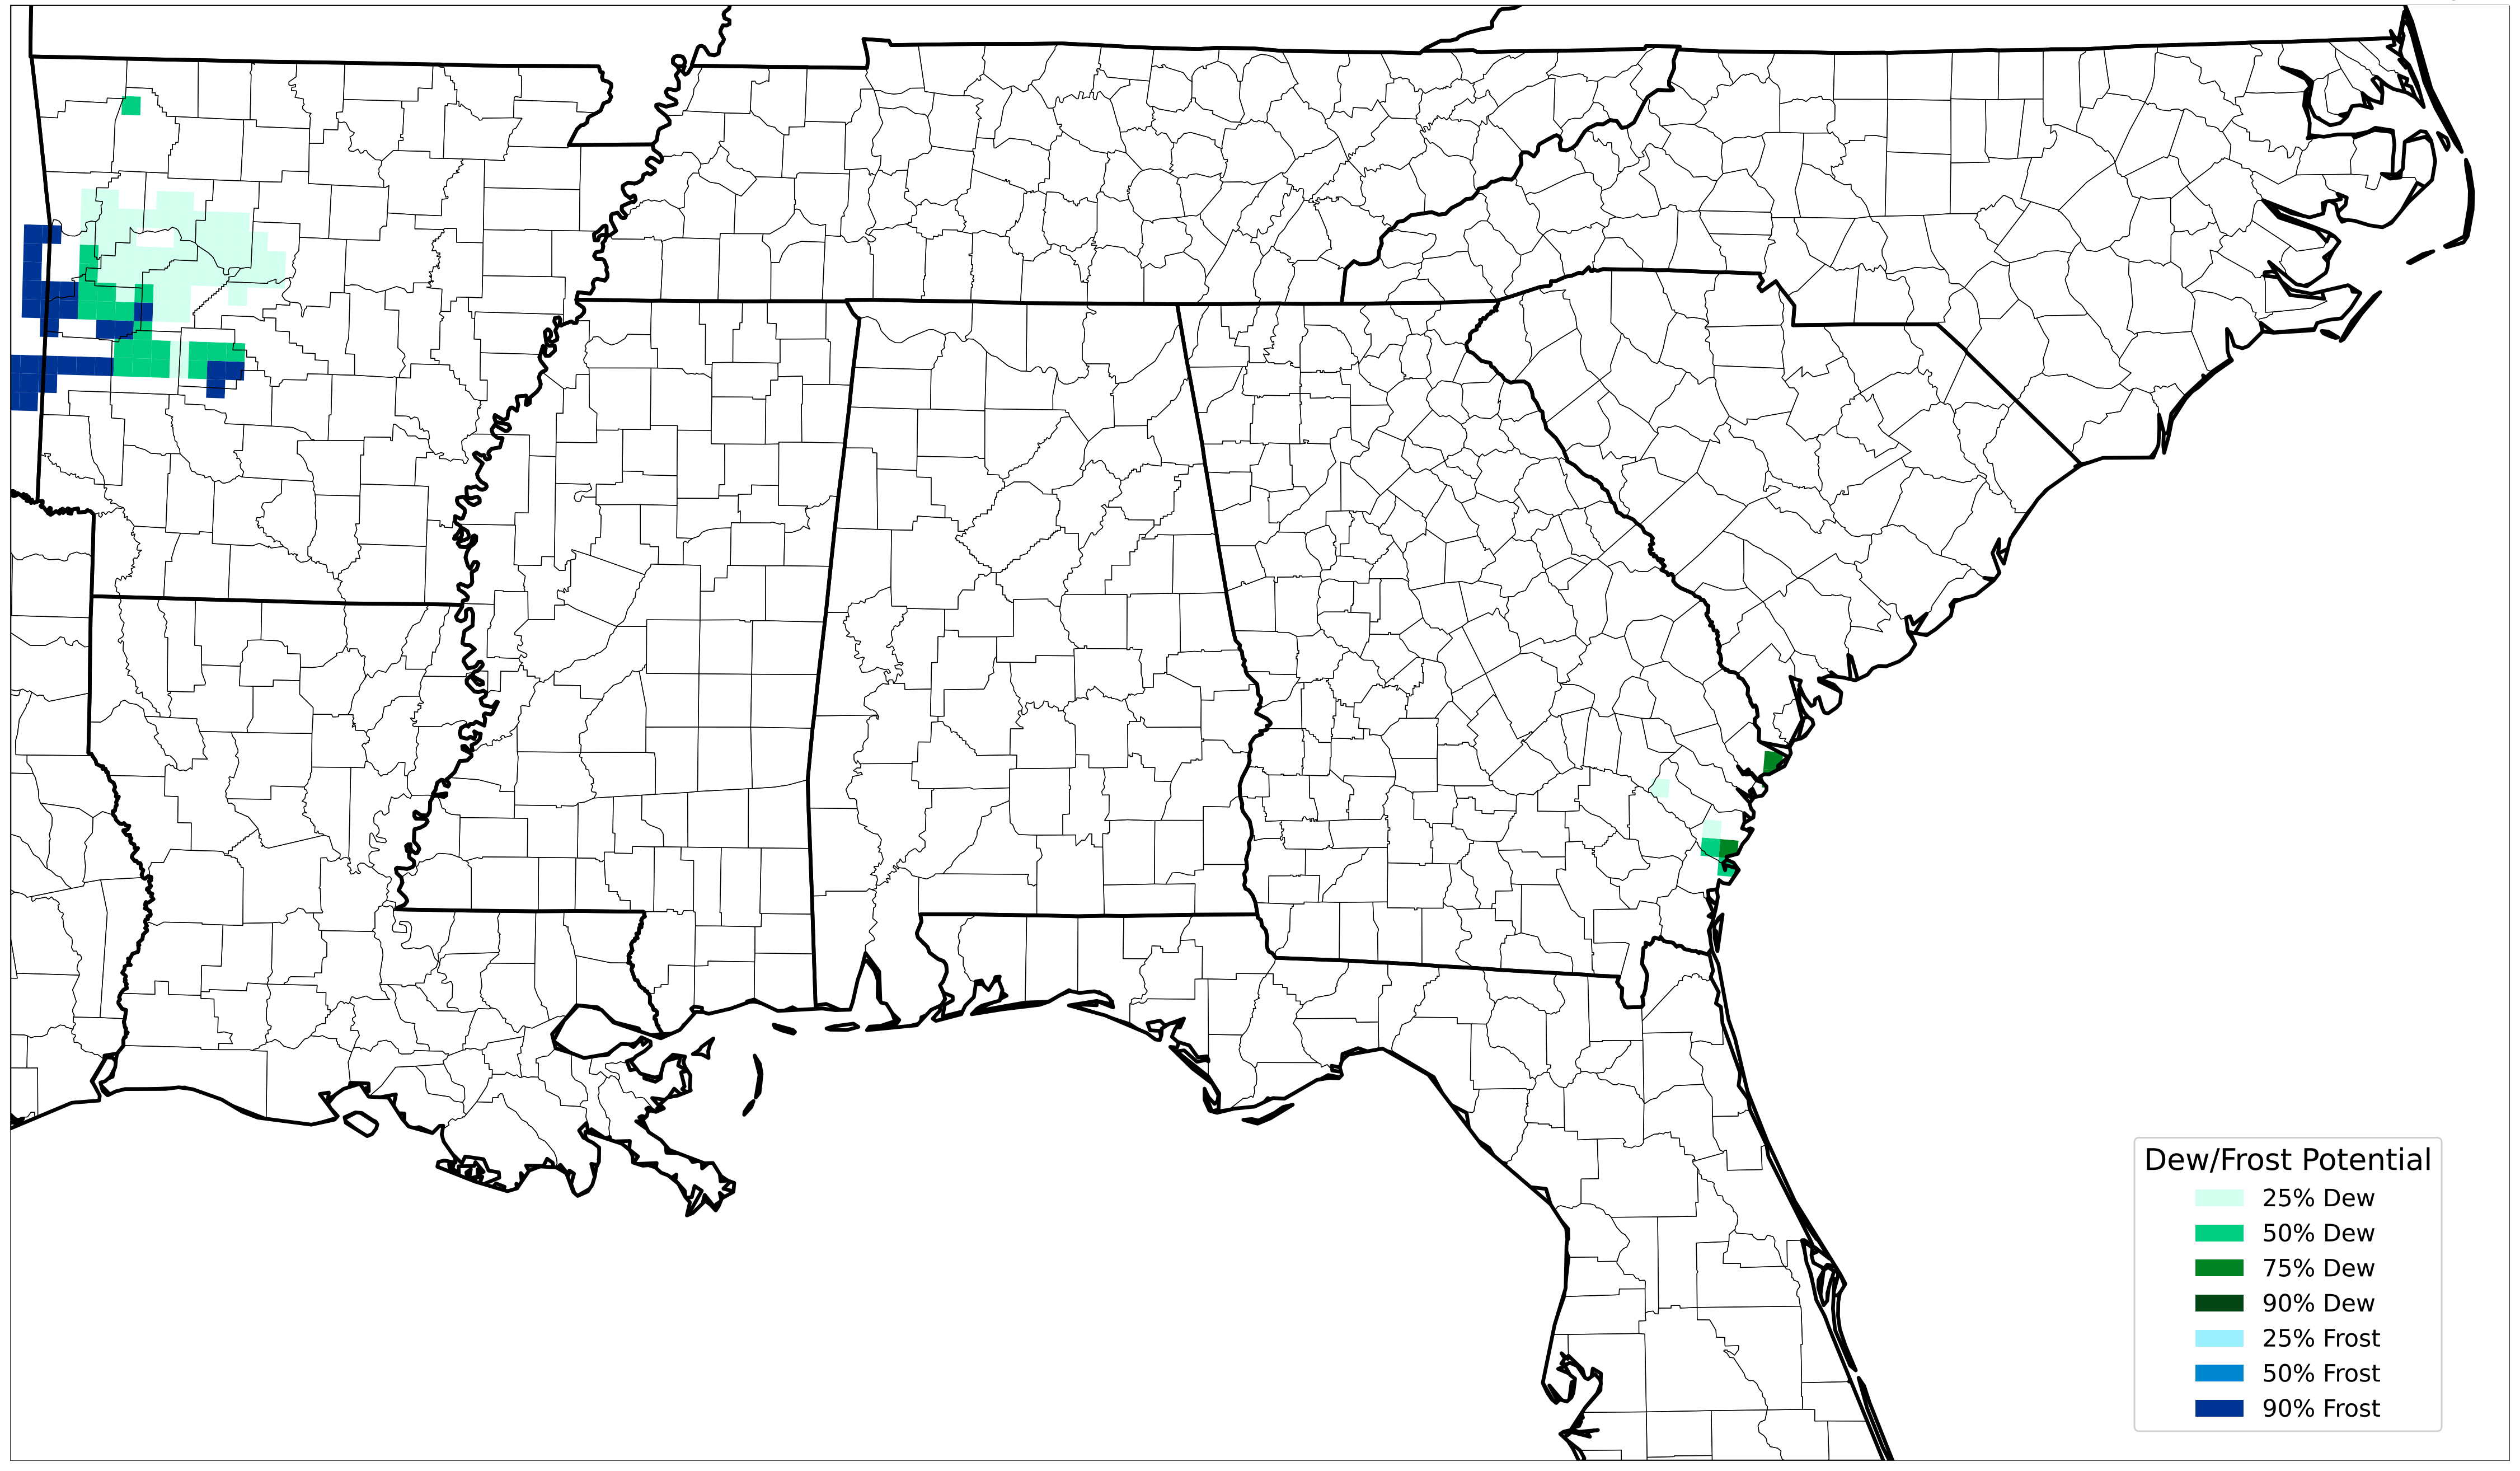 Dew/Frost Potential
25% Dew
50% Dew
75% Dew
90% Dew
25% Frost
50% Frost
90% Frost